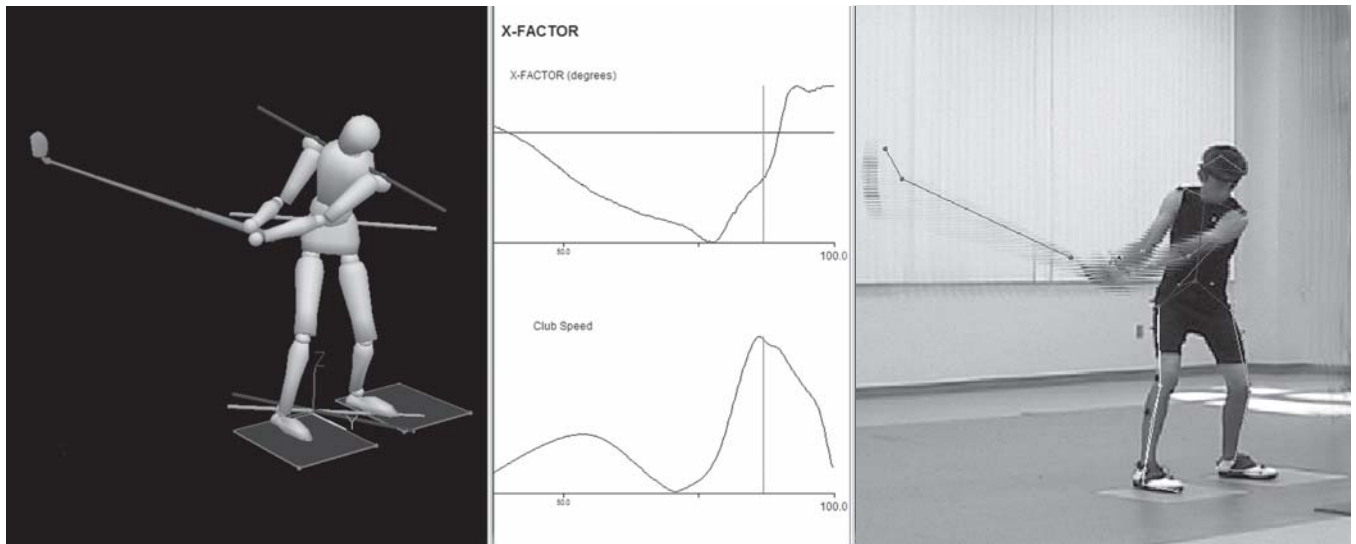 X-FACTOR
X-FACTOR (degrees)
50.0
100.0
Club Speed
50.0
100.0
Z
Y